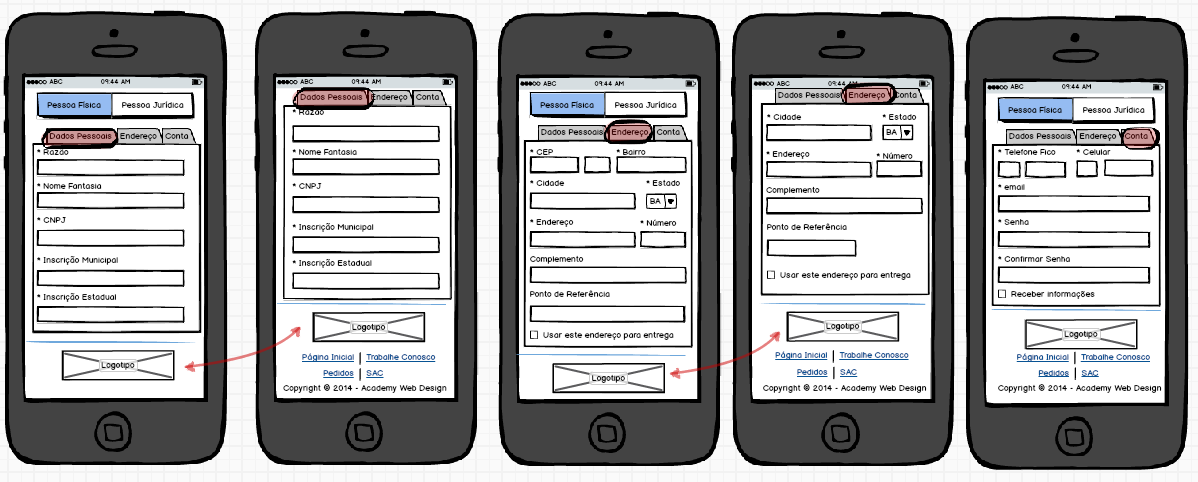 ABC 09:44 AM
Pessoa Física Pessoa Jurídica
Dados Pessoais Endereço Conta
* Razão
* Nome Fantasia
* CNPJ
* Inscrição Municipal
* Inscrição Estadual
Logotipo
ABC 09:44 AM
Dados Pessoais Endereço Conta
* Razão
* Nome Fantasia
* CNPJ
* Inscrição Municipal
* Inscrição Estadual
Logotipo
Página Inicial Trabalhe Conosco
Pedidos SAC
Copyright © 2014 - Academy Web Design
ABC 09:44 AM
Pessoa Física Pessoa Jurídica
Dados Pessoais Endereço Conta
* CEP * Bairro
* Cidade * Estado
BA
* Endereço * Número
Complemento
Ponto de Referência
Usar este endereço para entrega
Logotipo
ABC 09:44 AM
Dados Pessoais Endereço Conta
* Cidade * Estado
BA
* Endereço * Número
Complemento
Ponto de Referência
Usar este endereço para entrega
Logotipo
Página Inicial Trabalhe Conosco
Pedidos SAC
Copyright © 2014 - Academy Web Design
ABC 09:44 AM
Pessoa Física Pessoa Jurídica
Dados Pessoais Endereço Conta
* Telefone Fico * Celular
* email
* Senha
* Confirmar Senha
Receber informações
Logotipo
Página Inicial Trabalhe Conosco
Pedidos SAC
Copyright © 2014 - Academy Web Design